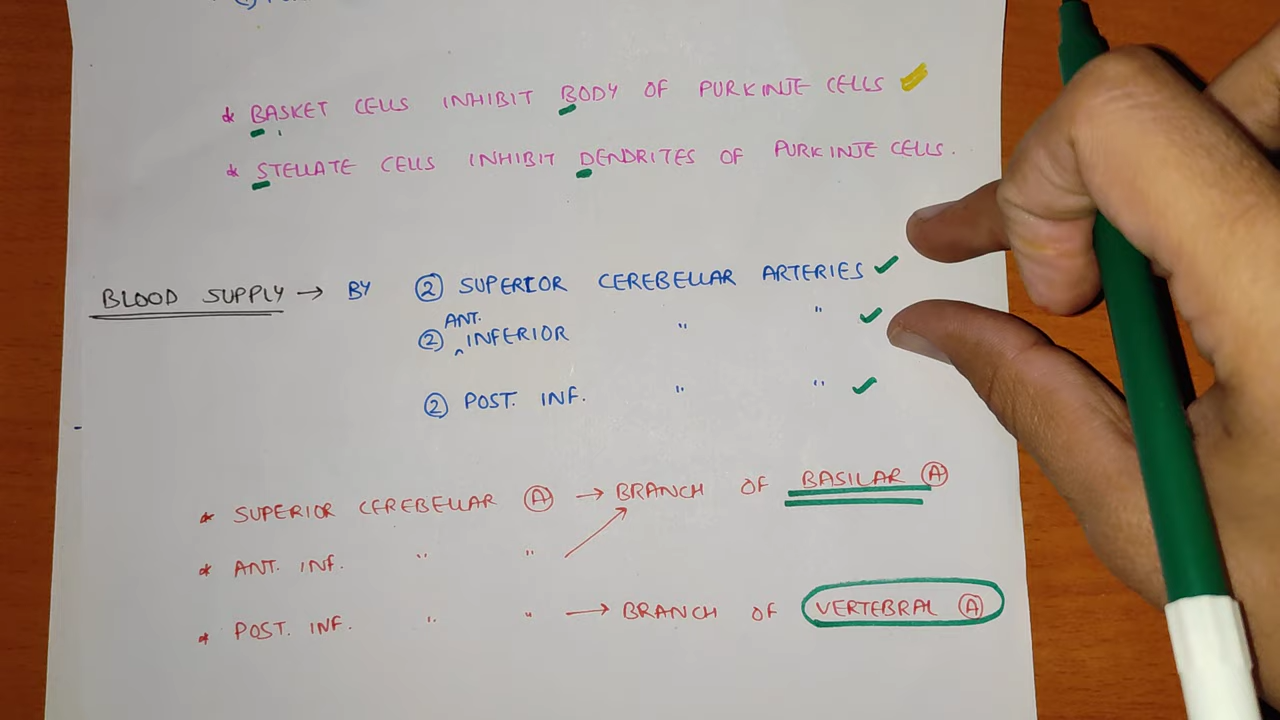 * BASKET CELLS INHIBIT BODY OF PURKINJE CELLS
* STELLATE CELLS INHIBIT DENDRITES OF PURKINJE CELLS.
BLOOD SUPPLY → BY ② SUPERIOR CEREBELLAR ARTERIES ✓
ANT.
② ‸INFERIOR " " ✓
② POST. INF. " " ✓
* SUPERIOR CEREBELLAR Ⓐ → BRANCH OF BASILAR Ⓐ
* ANT. INF. " "
* POST. INF. " " → BRANCH OF VERTEBRAL Ⓐ